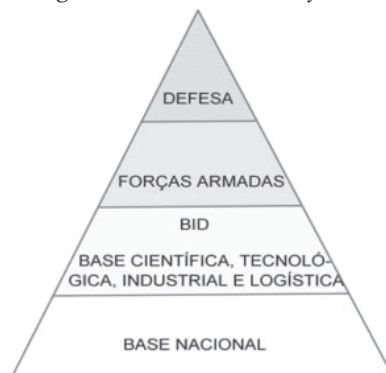 DEFESA
FORÇAS ARMADAS
BID
BASE CIENTÍFICA, TECNOLÓ-
GICA, INDUSTRIAL E LOGÍSTICA
BASE NACIONAL